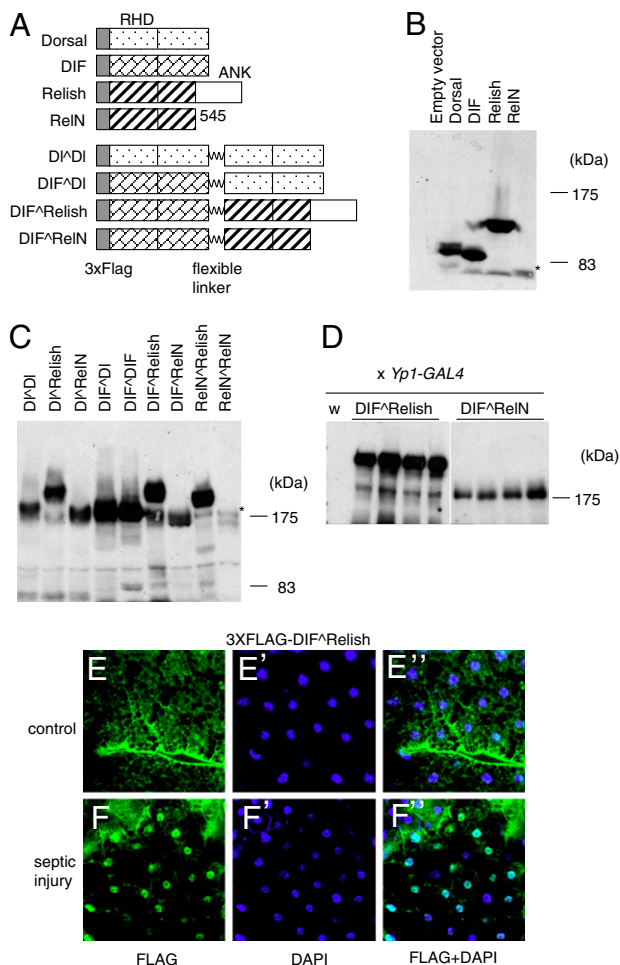 A
RHD
Dorsal
DIF
ANK
Relish
RelN
545
Dl^Dl
DIF^Dl
DIF^Relish
DIF^RelN
3xFlag
flexible
linker
B
Empty vector
Dorsal
DIF
Relish
RelN
(kDa)
175
83
*
C
Dl^Dl
Dl^Relish
Dl^RelN
DIF^Dl
DIF^DIF
DIF^Relish
DIF^RelN
RelN^Relish
RelN^RelN
(kDa)
*
175
83
D
x Yp1-GAL4
w DIF^Relish DIF^RelN
(kDa)
175
3XFLAG-DIF^Relish
E E' E''
control
F F' F''
septic
injury
FLAG DAPI FLAG+DAPI